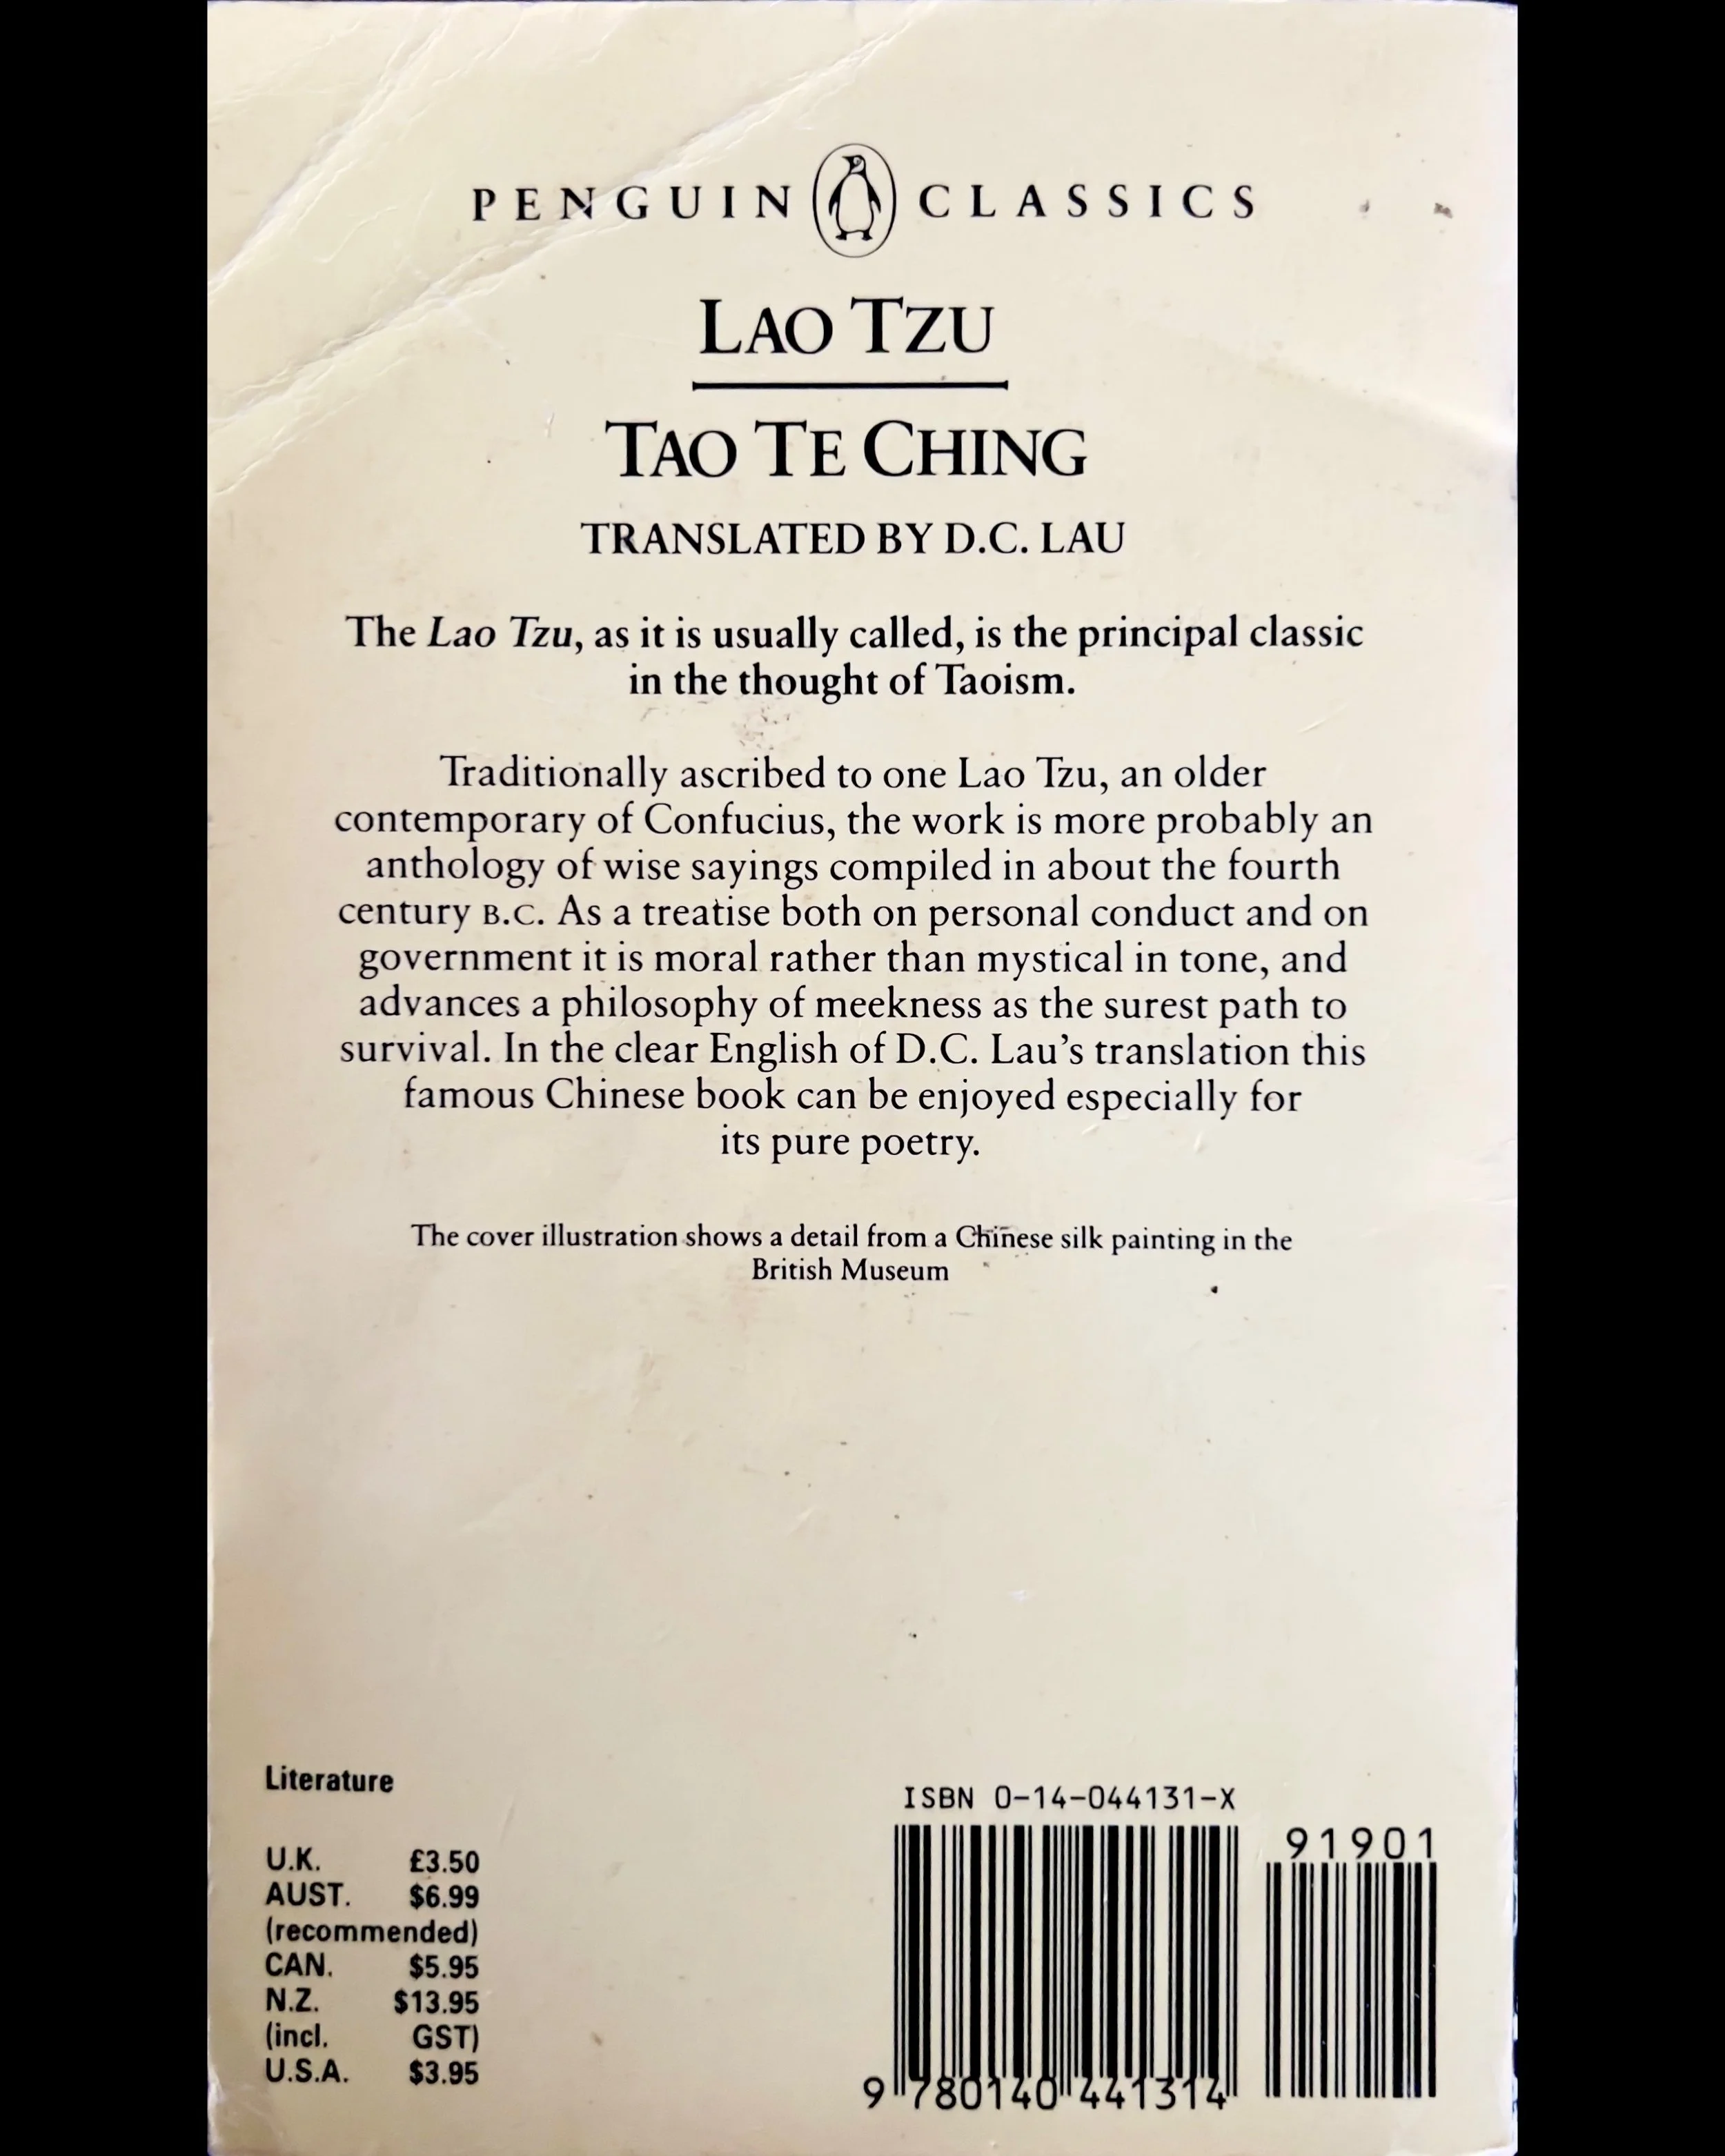 PENGUIN CLASSICS
LAO TZU
TAO TE CHING
TRANSLATED BY D.C. LAU
The Lao Tzu, as it is usually called, is the principal classic
in the thought of Taoism.
Traditionally ascribed to one Lao Tzu, an older
contemporary of Confucius, the work is more probably an
anthology of wise sayings compiled in about the fourth
century B.C. As a treatise both on personal conduct and on
government it is moral rather than mystical in tone, and
advances a philosophy of meekness as the surest path to
survival. In the clear English of D.C. Lau's translation this
famous Chinese book can be enjoyed especially for
its pure poetry.
The cover illustration shows a detail from a Chinese silk painting in the
British Museum
Literature
U.K. £3.50
AUST. $6.99
(recommended)
CAN. $5.95
N.Z. $13.95
(incl. GST)
U.S.A. $3.95
ISBN 0-14-044131-X
91901
9 780140 441314